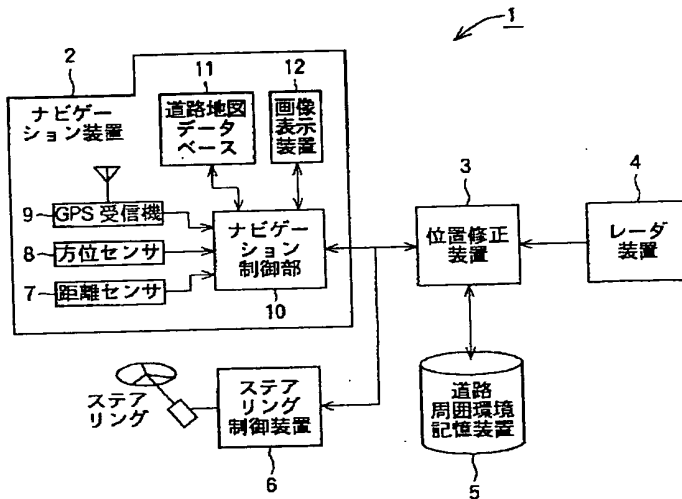 1
2
ナビゲー
ション装置
11
道路地図
データ
ベース
12
画像
表示
装置
9
GPS受信機
8
方位センサ
7
距離センサ
ナビゲー
ション
制御部
10
3
位置修正
装置
4
レーダ
装置
ステア
リング
ステア
リング
制御装置
6
道路
周囲環境
記憶装置
5